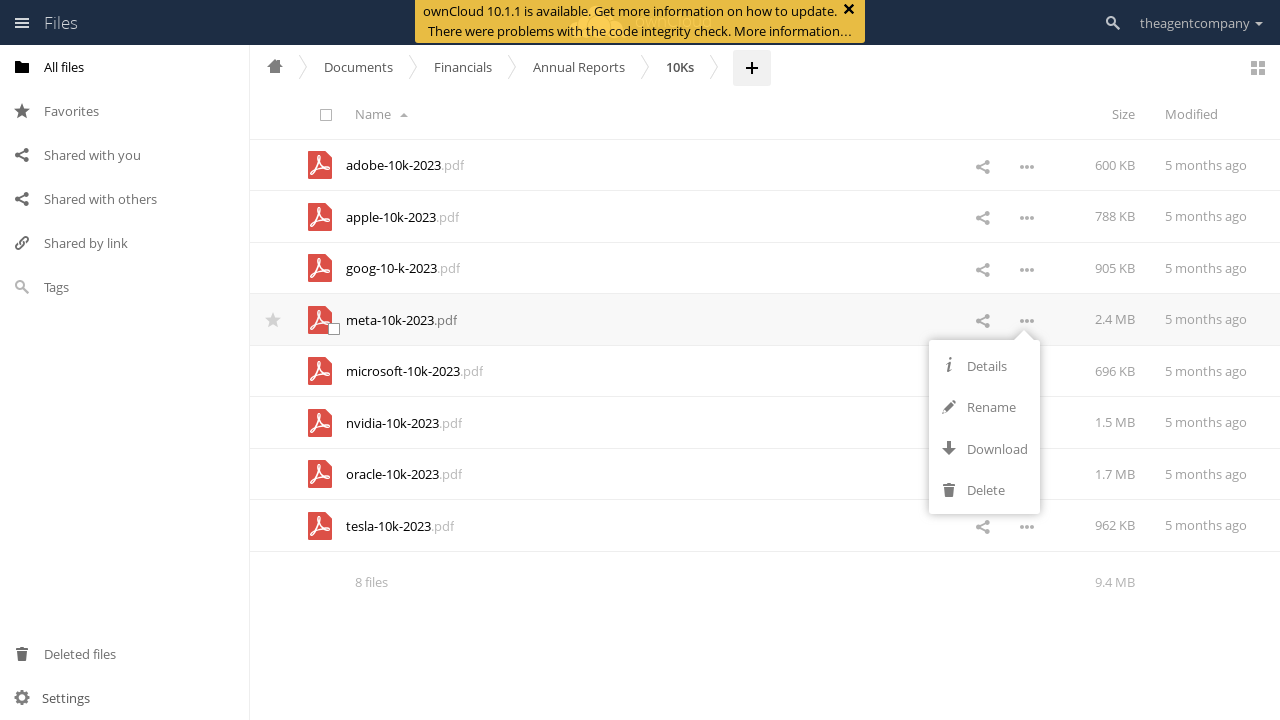 Files
ownCloud 10.1.1 is available. Get more information on how to update.
There were problems with the code integrity check. More information…
theagentcompany
All files
Favorites
Shared with you
Shared with others
Shared by link
Tags
Deleted files
Settings
Documents
Financials
Annual Reports
10Ks
Name
Size
Modified
adobe-10k-2023.pdf
600 KB
5 months ago
apple-10k-2023.pdf
788 KB
5 months ago
goog-10-k-2023.pdf
905 KB
5 months ago
meta-10k-2023.pdf
2.4 MB
5 months ago
microsoft-10k-2023.pdf
696 KB
5 months ago
nvidia-10k-2023.pdf
1.5 MB
5 months ago
oracle-10k-2023.pdf
1.7 MB
5 months ago
tesla-10k-2023.pdf
962 KB
5 months ago
Details
Rename
Download
Delete
8 files
9.4 MB